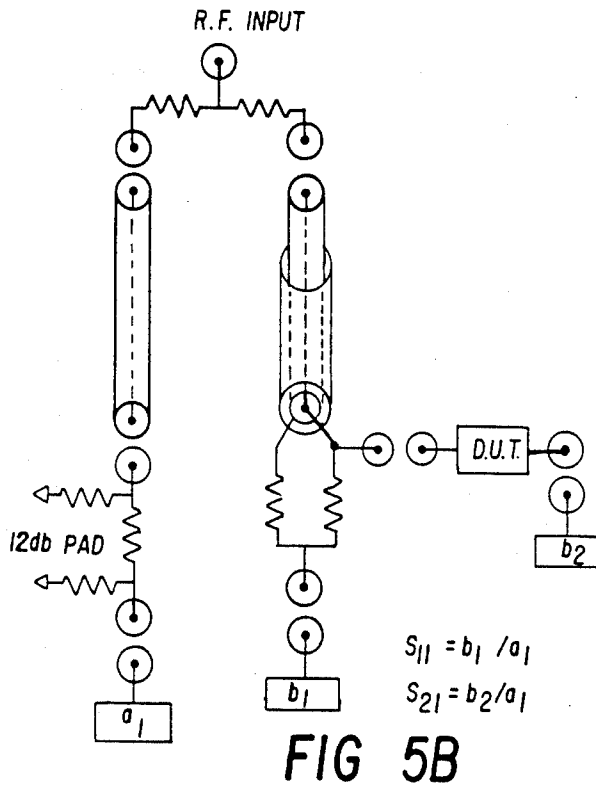 R.F. INPUT
D.U.T.
12db PAD
b2
S11 = b1/a1
b1
S21 = b2/a1
a1
FIG 5B